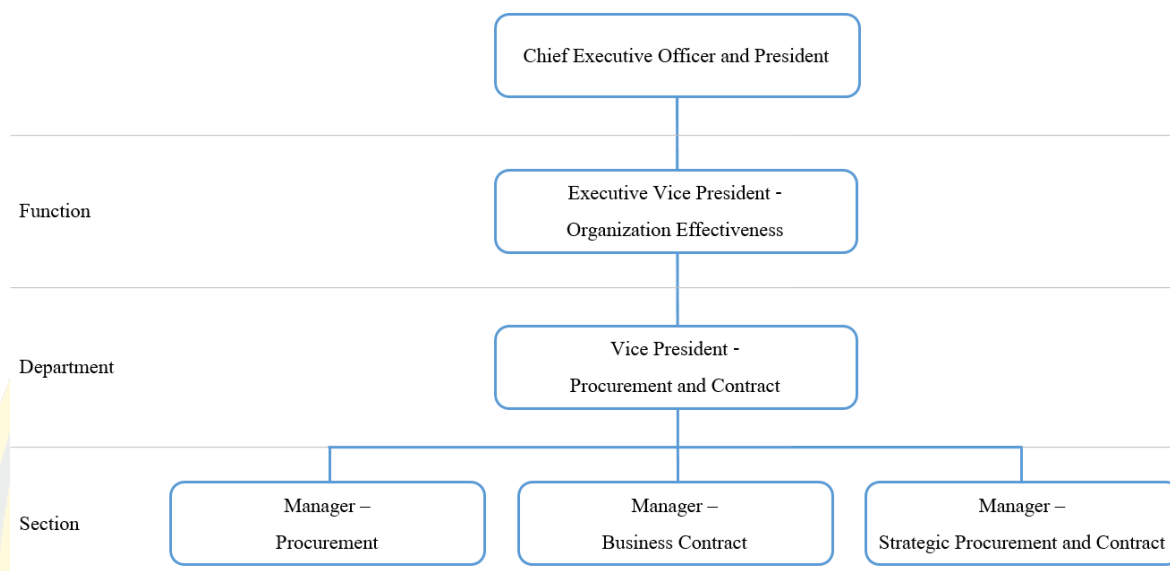 Chief Executive Officer and President
Function
Executive Vice President -
Organization Effectiveness
Department
Vice President -
Procurement and Contract
Section
Manager –
Procurement
Manager –
Business Contract
Manager –
Strategic Procurement and Contract